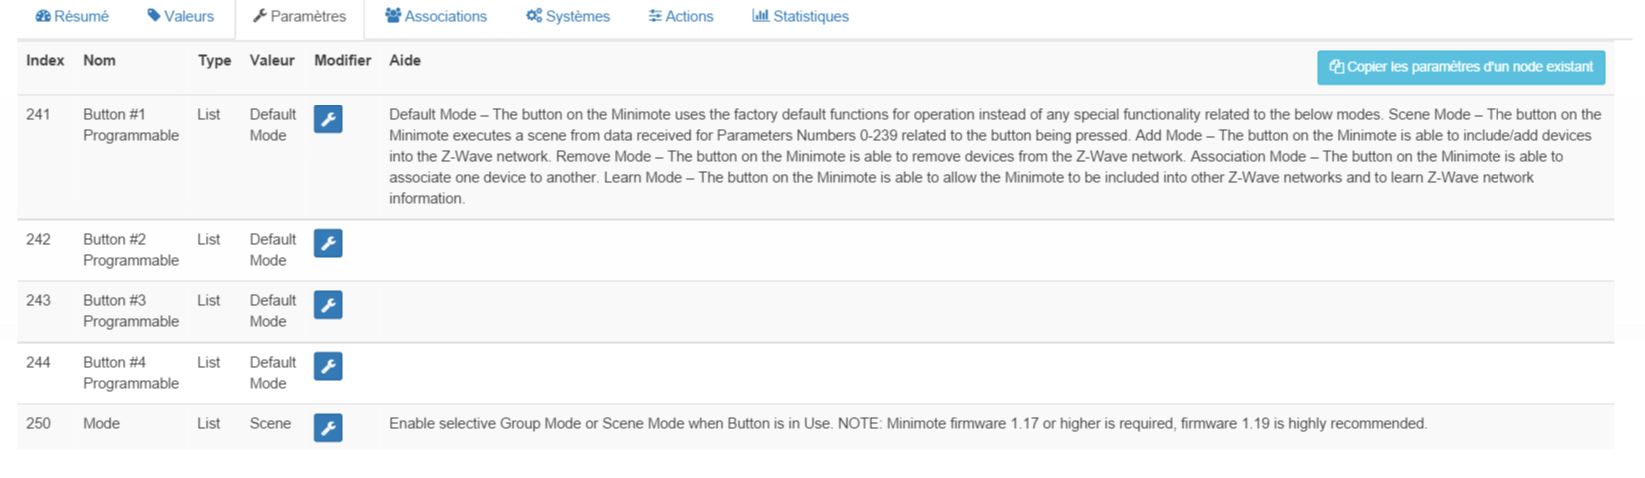 Résumé Valeurs Paramètres Associations Systèmes Actions Statistiques
Index Nom Type Valeur Modifier Aide Copier les paramètres d'un node existant
241 Button #1 List Default Default Mode – The button on the Minimote uses the factory default functions for operation instead of any special functionality related to the below modes. Scene Mode – The button on the
Programmable Mode Minimote executes a scene from data received for Parameters Numbers 0-239 related to the button being pressed. Add Mode – The button on the Minimote is able to include/add devices
into the Z-Wave network. Remove Mode – The button on the Minimote is able to remove devices from the Z-Wave network. Association Mode – The button on the Minimote is able to
associate one device to another. Learn Mode – The button on the Minimote is able to allow the Minimote to be included into other Z-Wave networks and to learn Z-Wave network
information.
242 Button #2 List Default
Programmable Mode
243 Button #3 List Default
Programmable Mode
244 Button #4 List Default
Programmable Mode
250 Mode List Scene Enable selective Group Mode or Scene Mode when Button is in Use. NOTE: Minimote firmware 1.17 or higher is required, firmware 1.19 is highly recommended.